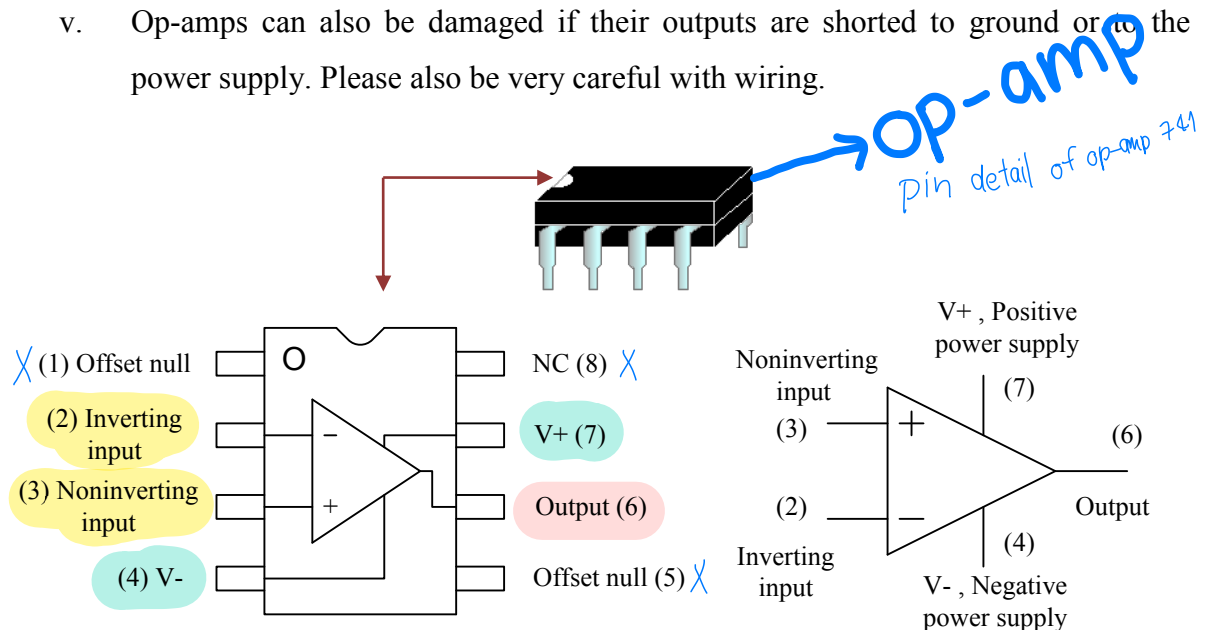 v. Op-amps can also be damaged if their outputs are shorted to ground or to the
power supply. Please also be very careful with wiring.
op-amp
pin detail of op-amp 741
X (1) Offset null
(2) Inverting
input
(3) Noninverting
input
(4) V-
O
−
+
NC (8) X
V+ (7)
Output (6)
Offset null (5) X
V+ , Positive
power supply
(7)
Noninverting
input
(3)
+
(6)
Output
(2)
−
Inverting
input
(4)
V- , Negative
power supply